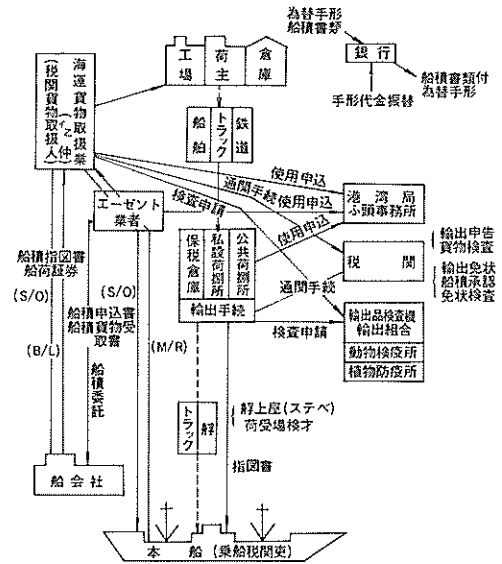 為替手形
船積書類
銀行
船積書類付
為替手形
手形代金振替
工場
荷主
倉庫
海運貨物取扱業
(乙仲)
(税関貨物取扱人)
船舶
トラック
鉄道
エーゼント
業者
検査申請
通関手続
使用申込
使用申込
使用申込
港湾局
ふ頭事務所
保税倉庫
私設荷捌所
公共荷捌所
輸出手続
通関手続
税関
輸出申告
貨物検査
輸出免状
船積承認
免状検査
検査申請
輸出品検査機
輸出組合
動物検疫所
植物防疫所
船積指図書
船荷証券
(S/O)
(S/O)
船積申込書
船積貨物受
取書
(B/L)
(M/R)
船積委託
トラック
艀
艀上座(ステベ)
荷受場検才
指図書
船会社
本船(乗船税関吏)